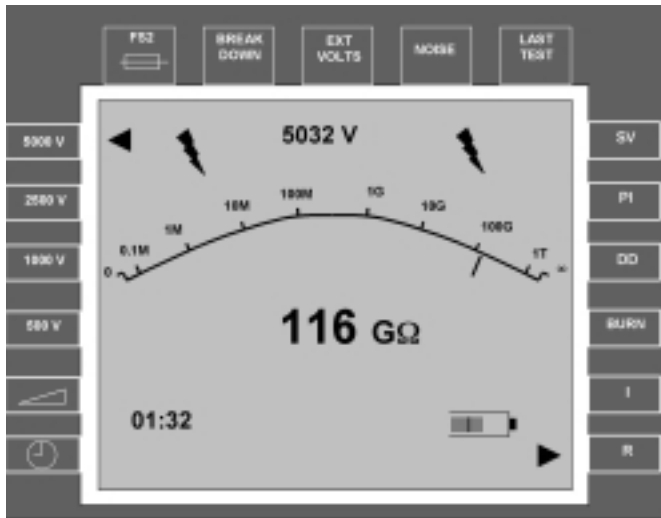 FS2
BREAK
DOWN
EXT
VOLTS
NOISE
LAST
TEST
5000 V
2500 V
1000 V
500 V
5032 V
0
0.1M
1M
10M
100M
1G
10G
100G
1T
∞
116 GΩ
01:32
SV
PI
DD
BURN
I
R